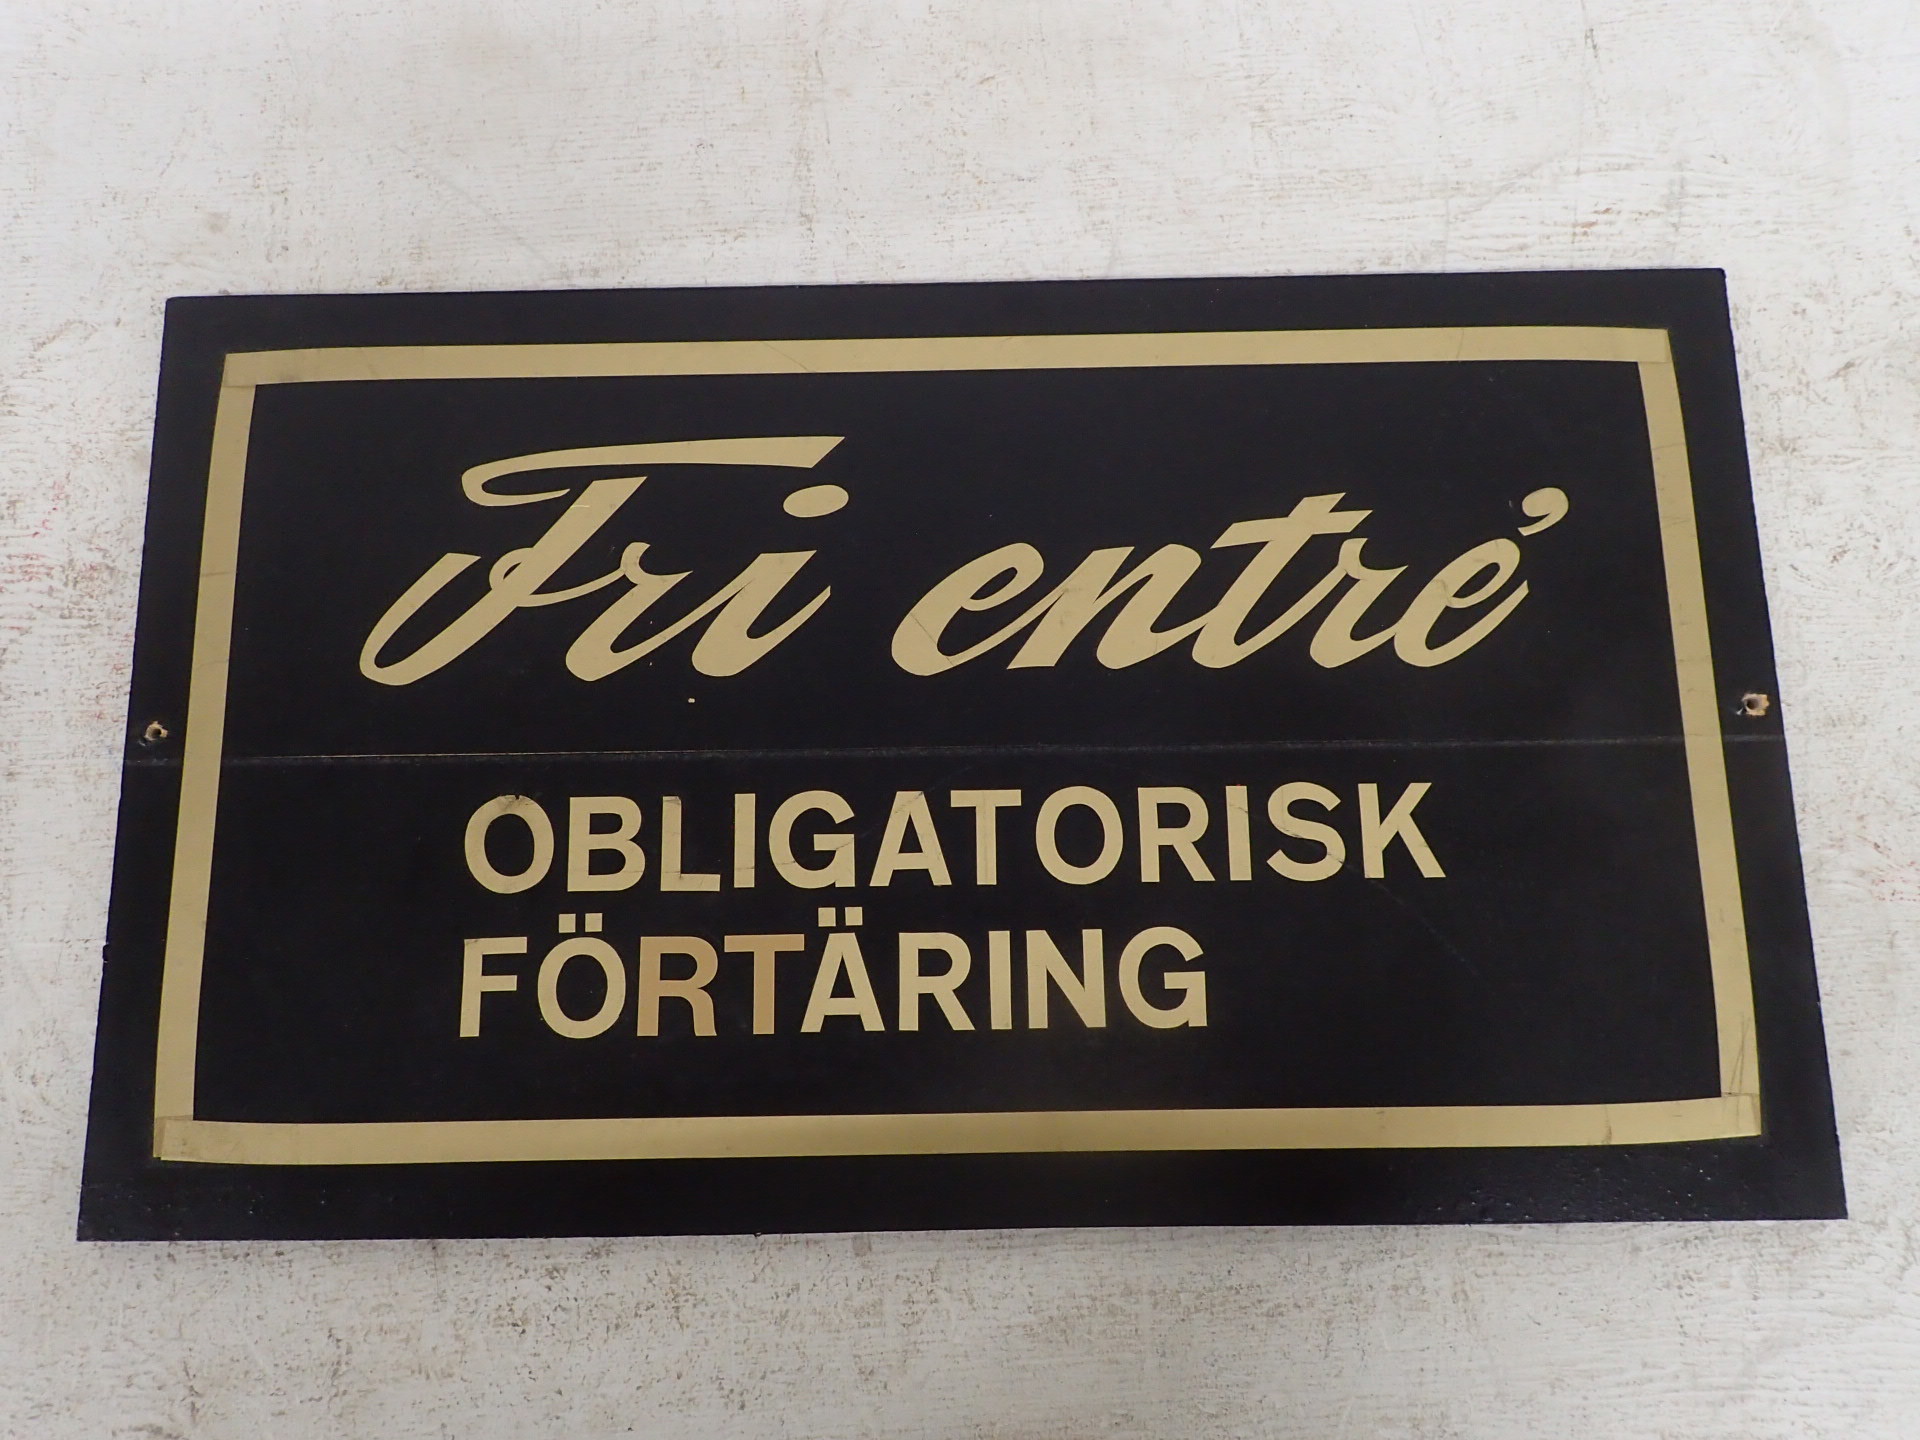 Fri entré
OBLIGATORISK
FÖRTÄRING